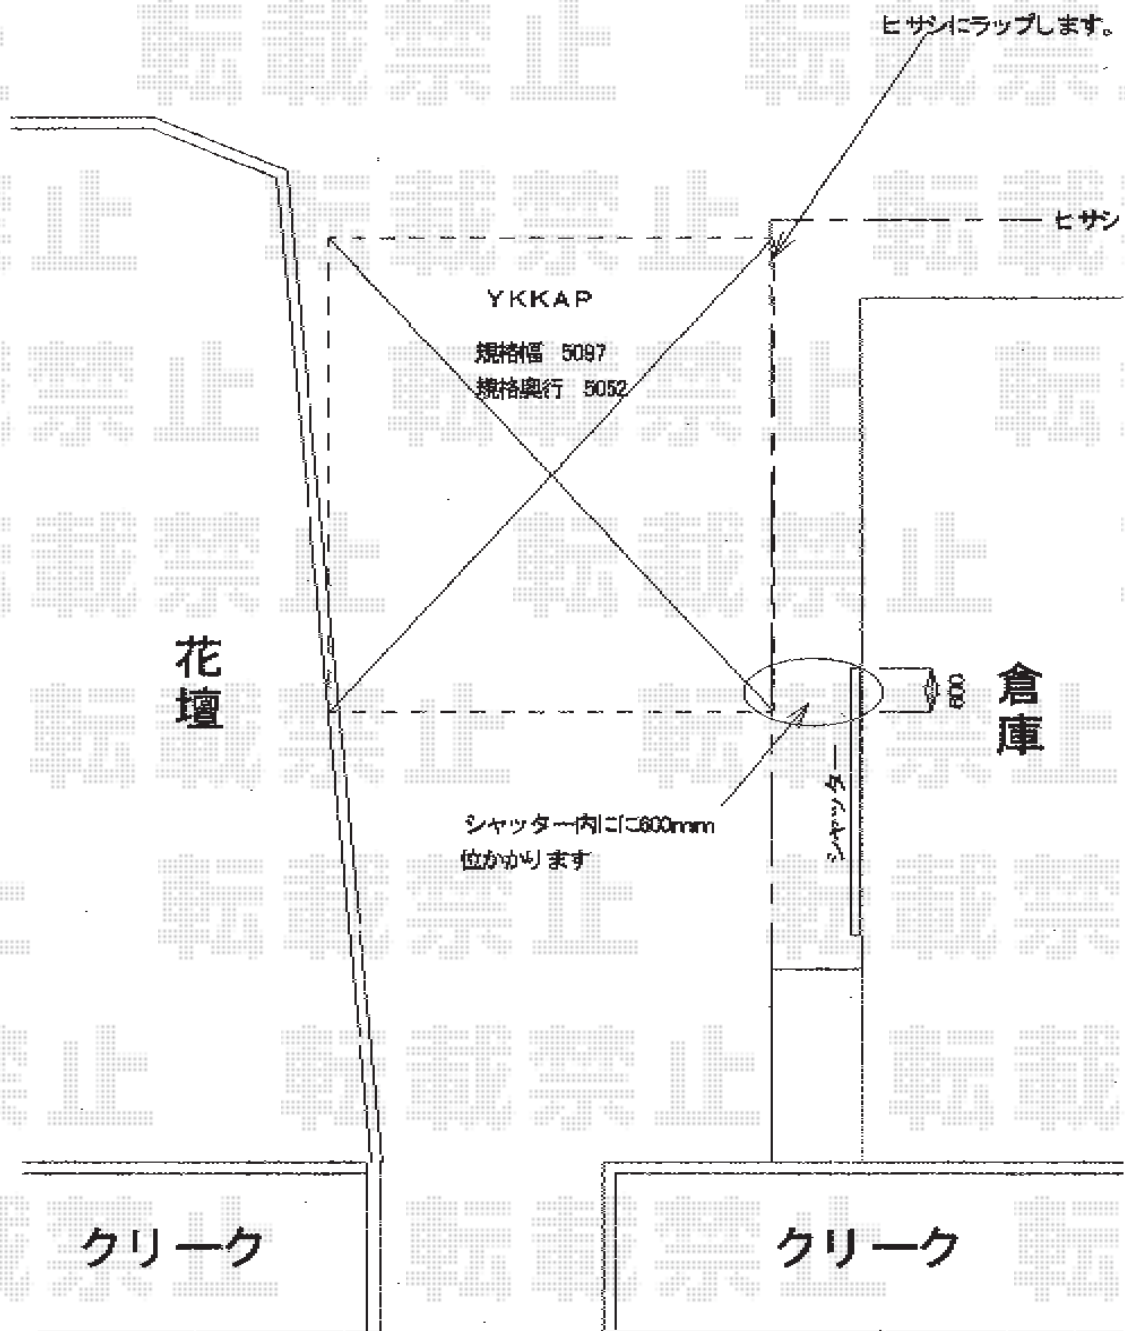 ヒサシにラップします。
ヒサシ
YKKAP
規格幅 5097
規格奥行 5052
花壇
倉庫
600
シャッター
シャッター内にに600mm
位かかります
クリーク
クリーク
転載禁止